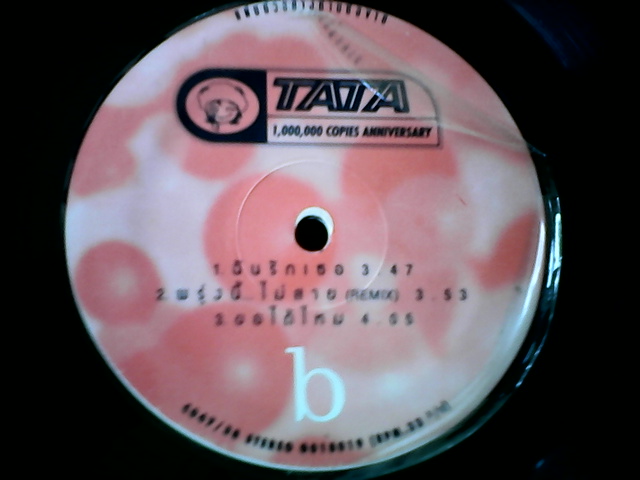 TATA
1,000,000 COPIES ANNIVERSARY
1. ฉันรักเธอ 3.47
2. พรุ่งนี้...ไม่สาย (REMIX) 3.53
3. ขอได้ไหม 4.05
b
STEREO